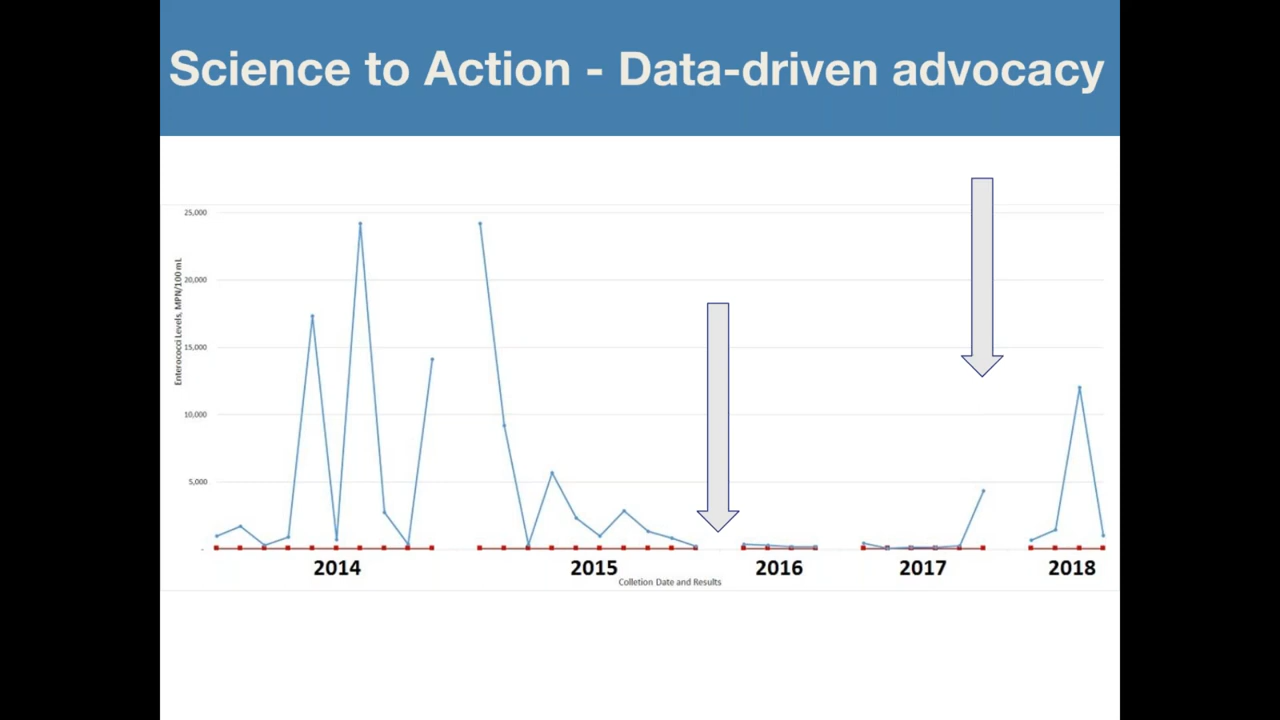 Science to Action - Data-driven advocacy
25,000
20,000
15,000
10,000
5,000
-
Enterococci Levels, MPN/100 mL
2014 2015 2016 2017 2018
Colletion Date and Results